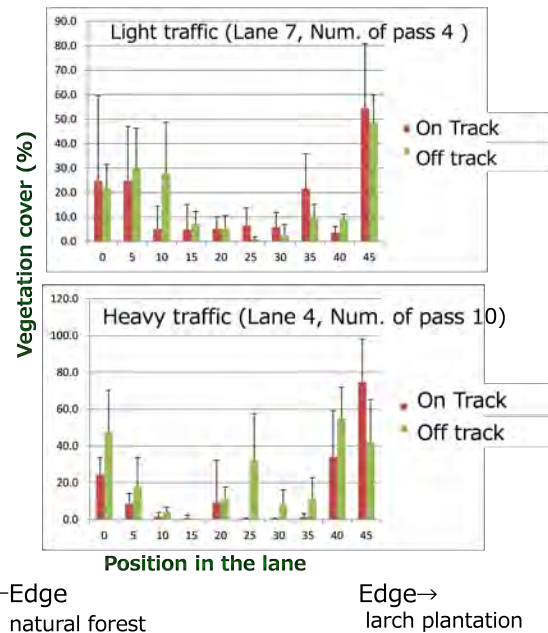 Light traffic (Lane 7, Num. of pass 4 )
90.0
80.0
70.0
60.0
50.0
40.0
30.0
20.0
10.0
0.0
0 5 10 15 20 25 30 35 40 45
On Track
Off track
Vegetation cover (%)
Heavy traffic (Lane 4, Num. of pass 10)
120.0
100.0
80.0
60.0
40.0
20.0
0.0
0 5 10 15 20 25 30 35 40 45
On Track
Off track
Position in the lane
Edge
natural forest
Edge→
larch plantation